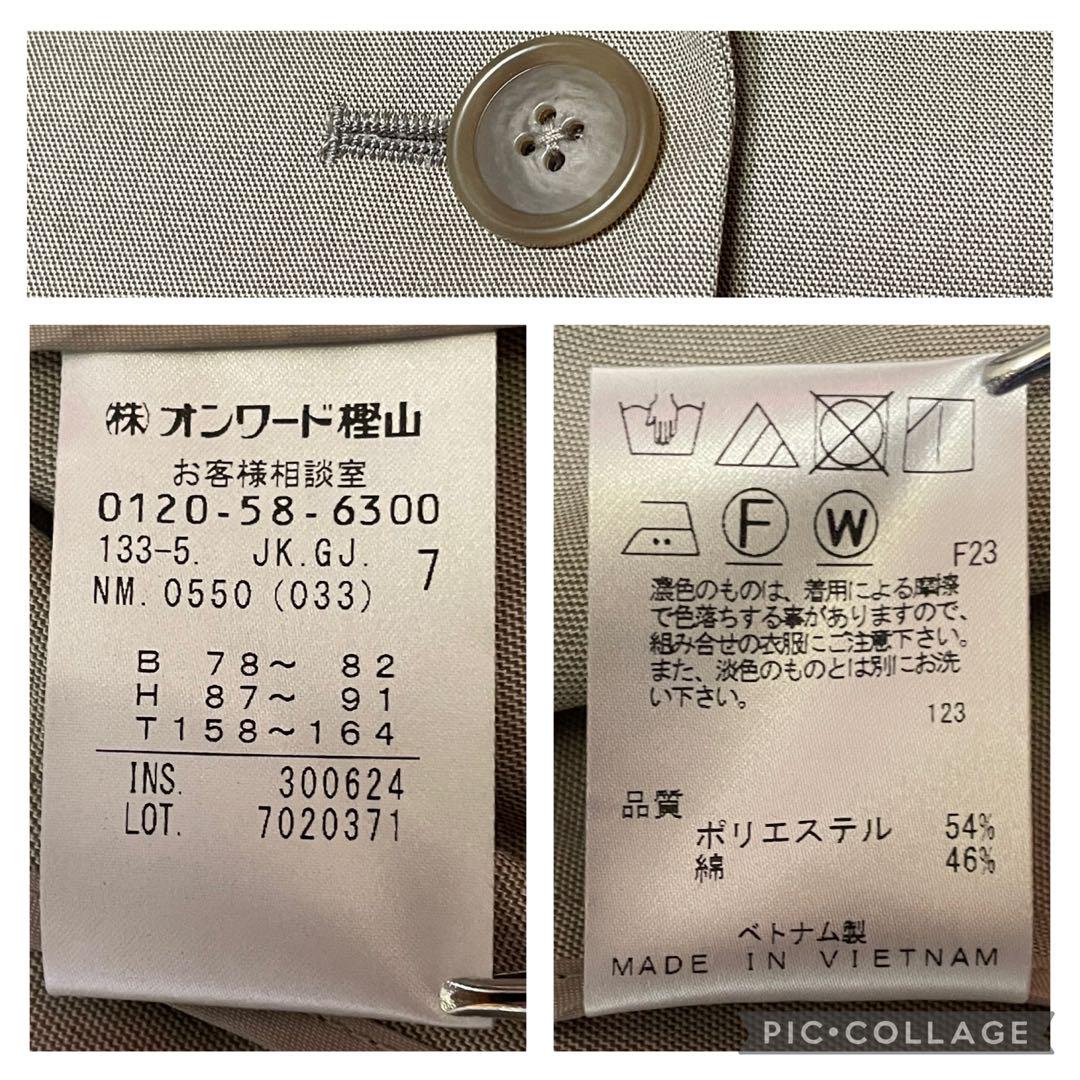 ㈱オンワード樫山
お客様相談室
0120-58-6300
133-5. JK.GJ. 7
NM. 0550 (033)
B 78〜 82
H 87〜 91
T158〜164
INS. 300624
LOT. 7020371
F
W
F23
濃色のものは、着用による摩擦
で色落ちする事がありますので、
組み合せの衣服にご注意下さい。
また、淡色のものとは別にお洗
い下さい。
123
品質
ポリエステル 54%
綿 46%
ベトナム製
MADE IN VIETNAM
PIC•COLLAGE